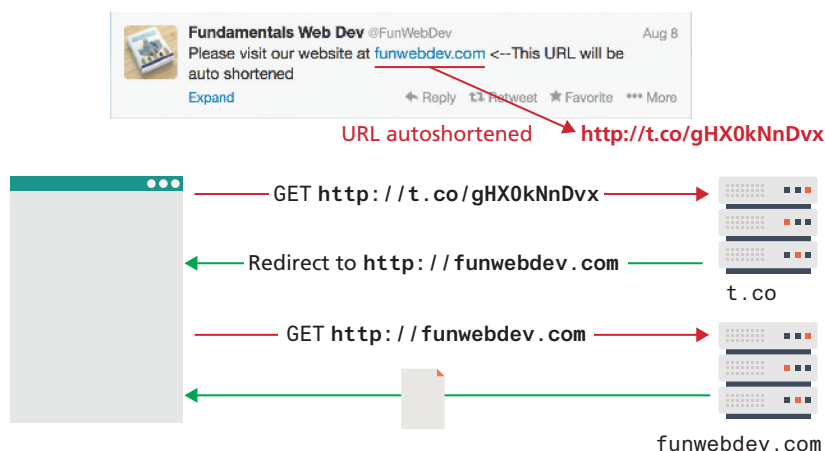 Fundamentals Web Dev @FunWebDev Aug 8
Please visit our website at funwebdev.com <--This URL will be
auto shortened
Expand Reply Retweet Favorite More
URL autoshortened http://t.co/gHX0kNnDvx
GET http://t.co/gHX0kNnDvx
Redirect to http://funwebdev.com
t.co
GET http://funwebdev.com
funwebdev.com